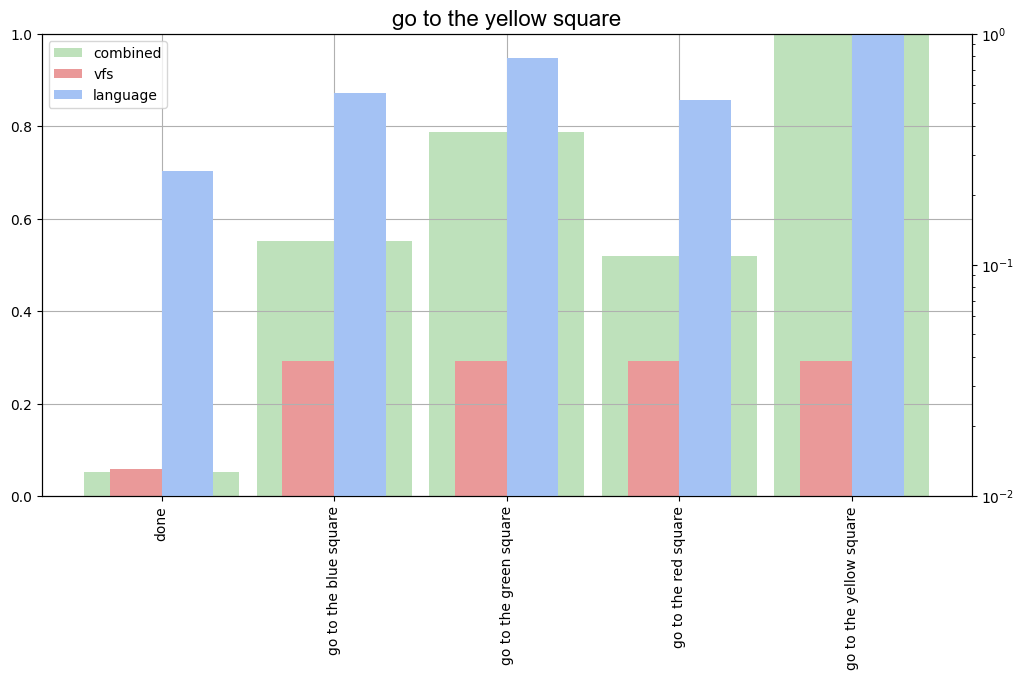 go to the yellow square
combined
vfs
language
1.0
0.8
0.6
0.4
0.2
0.0
10^0
10^-1
10^-2
done
go to the blue square
go to the green square
go to the red square
go to the yellow square